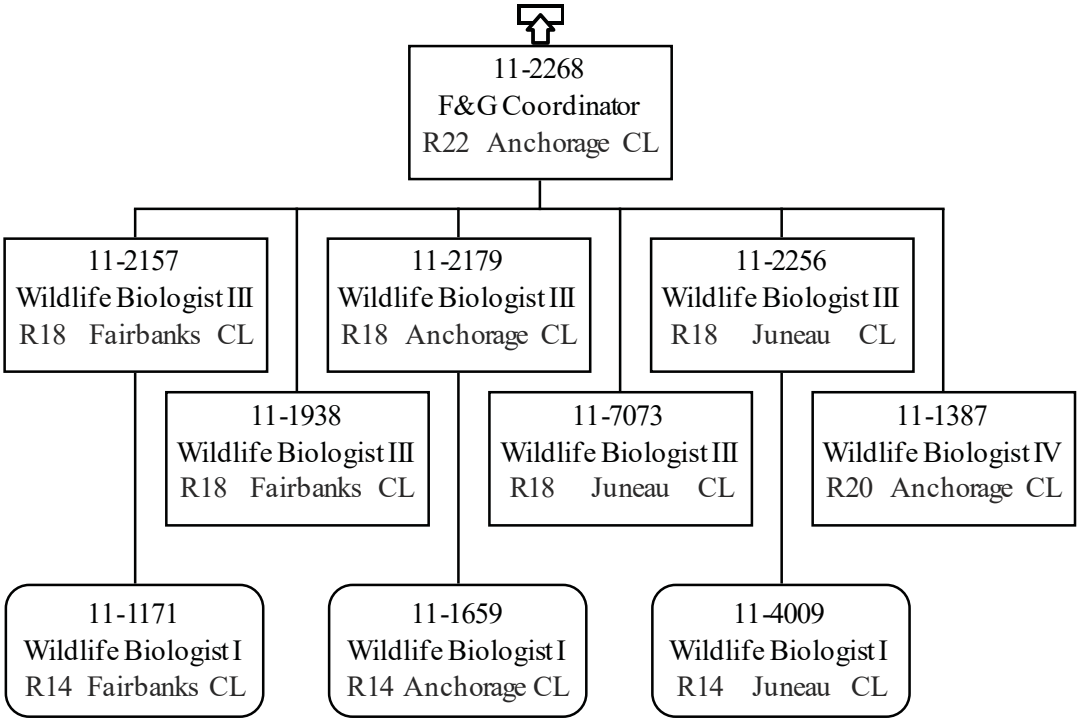 11-2268
F&G Coordinator
R22 Anchorage CL
11-2157
Wildlife Biologist III
R18 Fairbanks CL
11-2179
Wildlife Biologist III
R18 Anchorage CL
11-2256
Wildlife Biologist III
R18 Juneau CL
11-1938
Wildlife Biologist III
R18 Fairbanks CL
11-7073
Wildlife Biologist III
R18 Juneau CL
11-1387
Wildlife Biologist IV
R20 Anchorage CL
11-1171
Wildlife Biologist I
R14 Fairbanks CL
11-1659
Wildlife Biologist I
R14 Anchorage CL
11-4009
Wildlife Biologist I
R14 Juneau CL